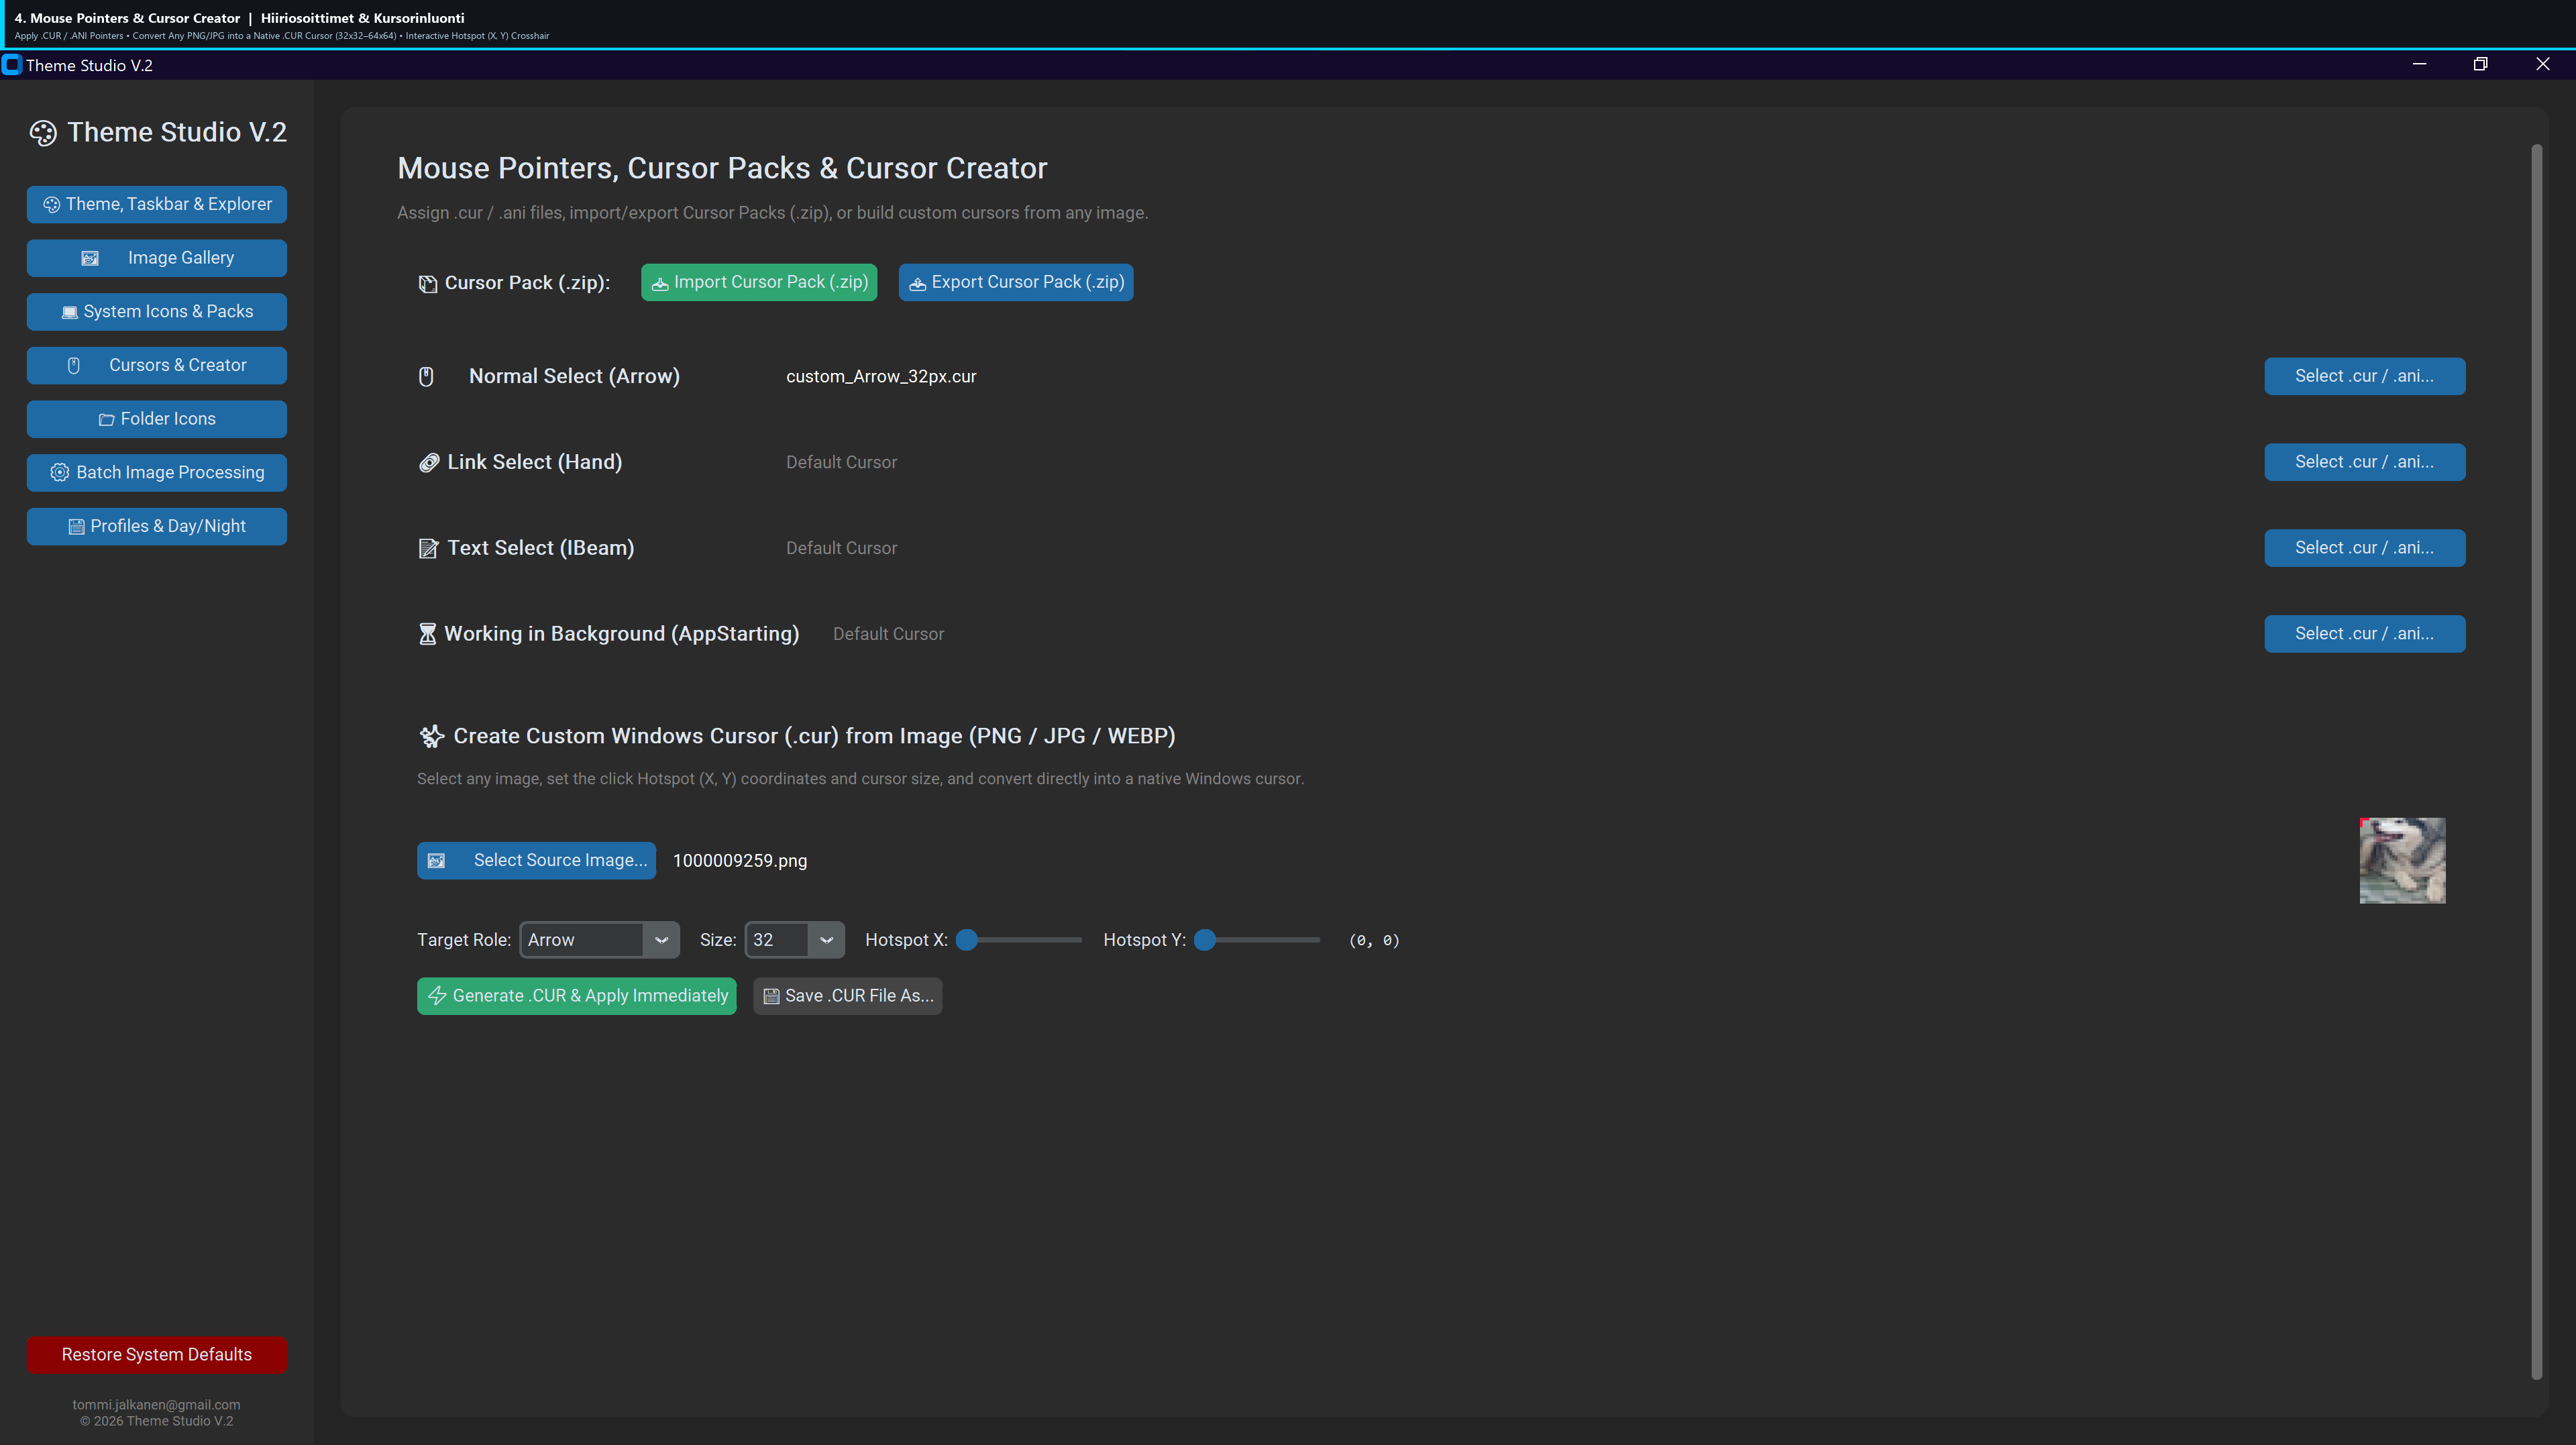 4. Mouse Pointers & Cursor Creator | Hiiriosoittimet & Kursorinluonti
Apply .CUR / .ANI Pointers • Convert Any PNG/JPG into a Native .CUR Cursor (32x32–64x64) • Interactive Hotspot (X, Y) Crosshair
Theme Studio V.2
Theme Studio V.2
Theme, Taskbar & Explorer
Image Gallery
System Icons & Packs
Cursors & Creator
Folder Icons
Batch Image Processing
Profiles & Day/Night
Restore System Defaults
tommi.jalkanen@gmail.com
© 2026 Theme Studio V.2
Mouse Pointers, Cursor Packs & Cursor Creator
Assign .cur / .ani files, import/export Cursor Packs (.zip), or build custom cursors from any image.
Cursor Pack (.zip): Import Cursor Pack (.zip) Export Cursor Pack (.zip)
Normal Select (Arrow) custom_Arrow_32px.cur Select .cur / .ani...
Link Select (Hand) Default Cursor Select .cur / .ani...
Text Select (IBeam) Default Cursor Select .cur / .ani...
Working in Background (AppStarting) Default Cursor Select .cur / .ani...
Create Custom Windows Cursor (.cur) from Image (PNG / JPG / WEBP)
Select any image, set the click Hotspot (X, Y) coordinates and cursor size, and convert directly into a native Windows cursor.
Select Source Image... 1000009259.png
Target Role: Arrow Size: 32 Hotspot X: Hotspot Y: (0, 0)
Generate .CUR & Apply Immediately Save .CUR File As...